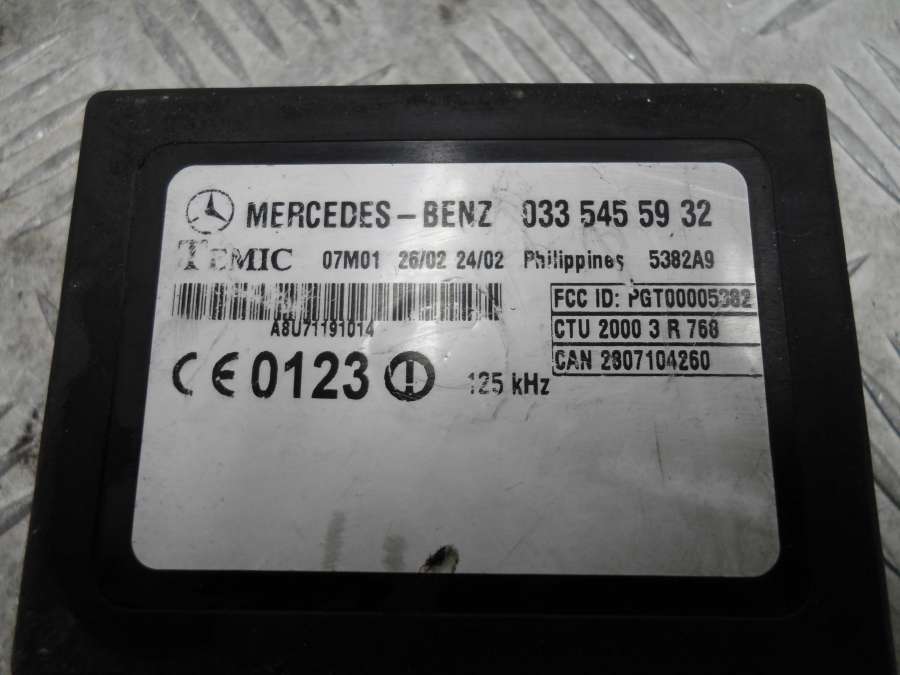 MERCEDES-BENZ 033 545 59 32
TEMIC 07M01 26/02 24/02 Philippines 5382A9
A8U71191014
FCC ID: PGT00005382
CTU 2000 3 R 768
CAN 2807104260
CE 0123 125 kHz